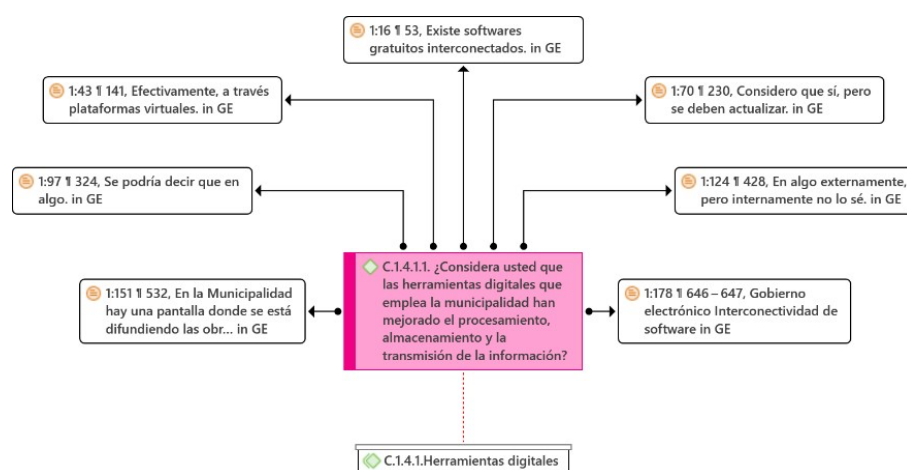 1:16 ¶ 53, Existe softwares
gratuitos interconectados. in GE
1:43 ¶ 141, Efectivamente, a través
plataformas virtuales. in GE
1:70 ¶ 230, Considero que sí, pero
se deben actualizar. in GE
1:97 ¶ 324, Se podría decir que en
algo. in GE
1:124 ¶ 428, En algo externamente,
pero internamente no lo sé. in GE
1:151 ¶ 532, En la Municipalidad
hay una pantalla donde se está
difundiendo las obr... in GE
C.1.4.1.1. ¿Considera usted que
las herramientas digitales que
emplea la municipalidad han
mejorado el procesamiento,
almacenamiento y la
transmisión de la información?
1:178 ¶ 646 – 647, Gobierno
electrónico Interconectividad de
software in GE
C.1.4.1.Herramientas digitales